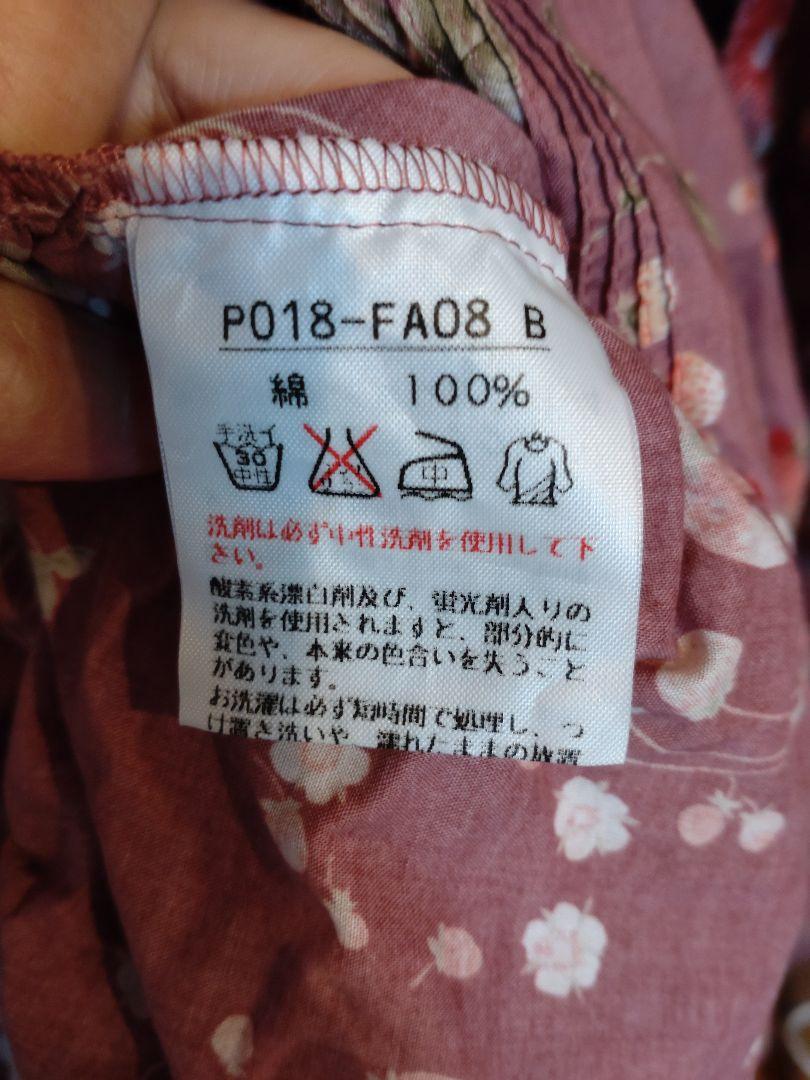 P018-FA08 B
綿 100%
手洗イ
30
中性
中
洗剤は必ず中性洗剤を使用して下
さい。
酸素系漂白剤及び、蛍光剤入りの
洗剤を使用されますと、部分的に
変色や、本来の色合いを失うこと
があります。
お洗濯は必ず短時間で処理し、つ
け置き洗いや、濡れたままの放置